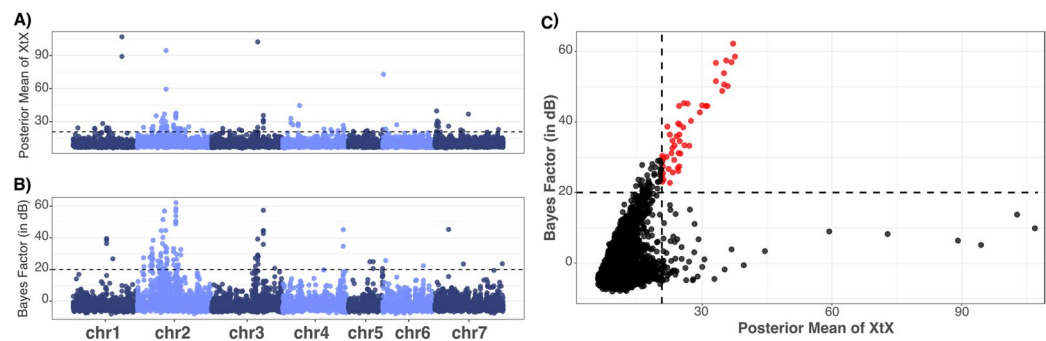 A)
Posterior Mean of XtX
90
60
30
B)
Bayes Factor (in dB)
60
40
20
0
chr1 chr2 chr3 chr4 chr5 chr6 chr7
C)
Bayes Factor (in dB)
60
40
20
0
30 60 90
Posterior Mean of XtX